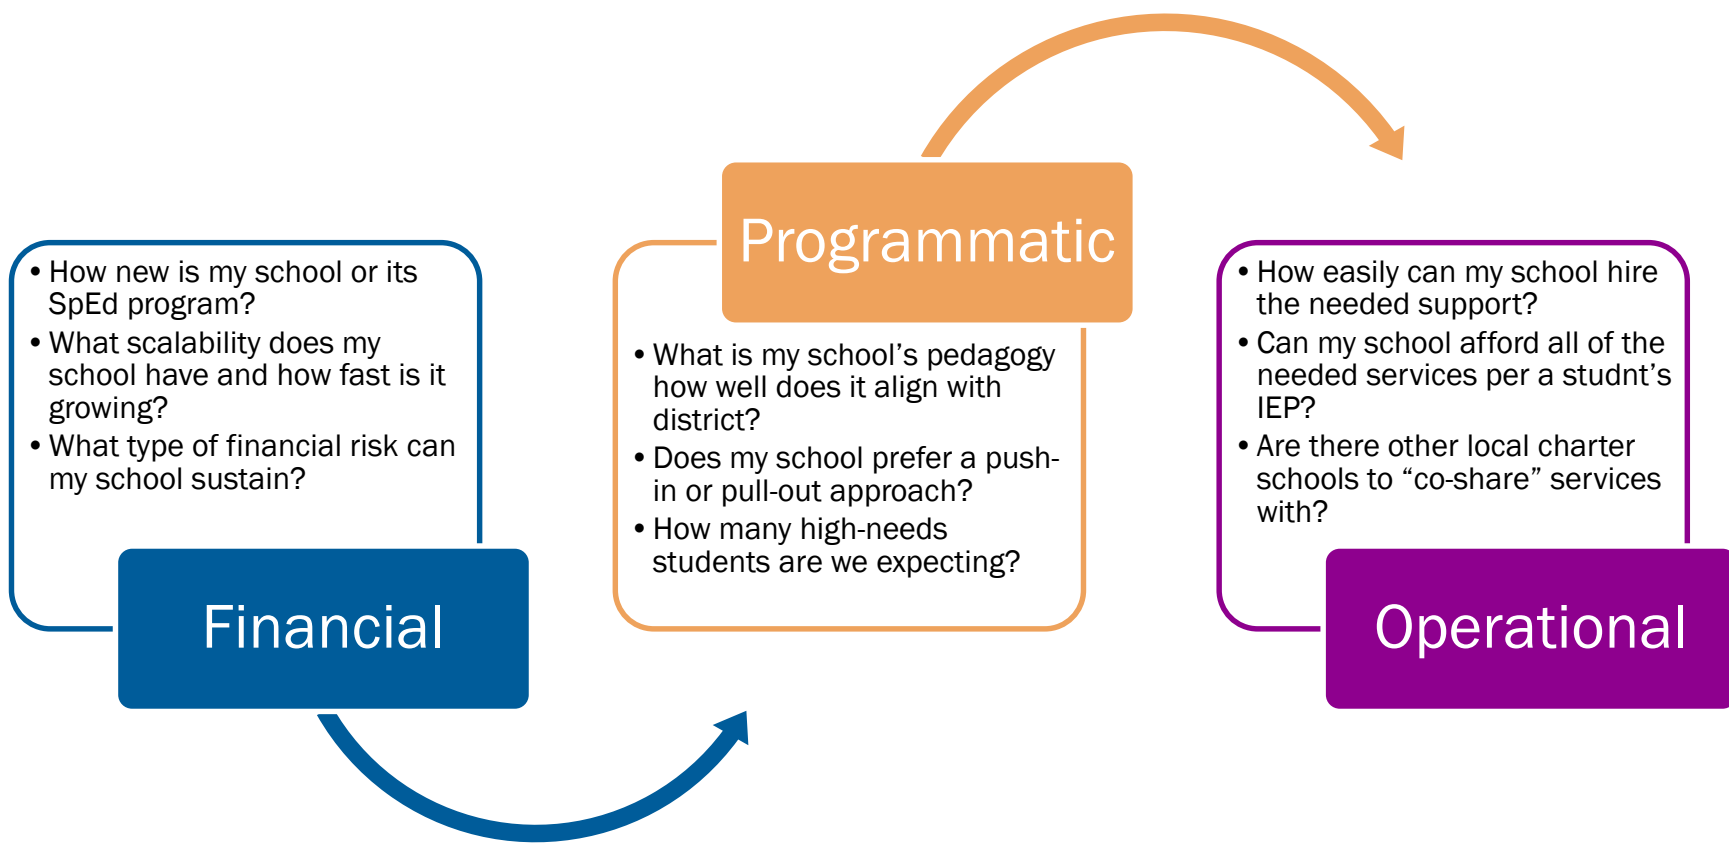 • How new is my school or its
SpEd program?
• What scalability does my
school have and how fast is it
growing?
• What type of financial risk can
my school sustain?
Financial
Programmatic
• What is my school’s pedagogy
how well does it align with
district?
• Does my school prefer a push-
in or pull-out approach?
• How many high-needs
students are we expecting?
• How easily can my school hire
the needed support?
• Can my school afford all of the
needed services per a studnt’s
IEP?
• Are there other local charter
schools to “co-share” services
with?
Operational